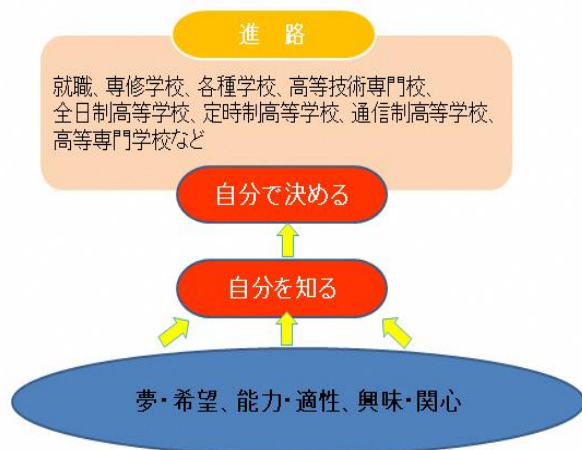 進 路
就職、専修学校、各種学校、高等技術専門校、
全日制高等学校、定時制高等学校、通信制高等学校、
高等専門学校など
自分で決める
自分を知る
夢・希望、能力・適性、興味・関心